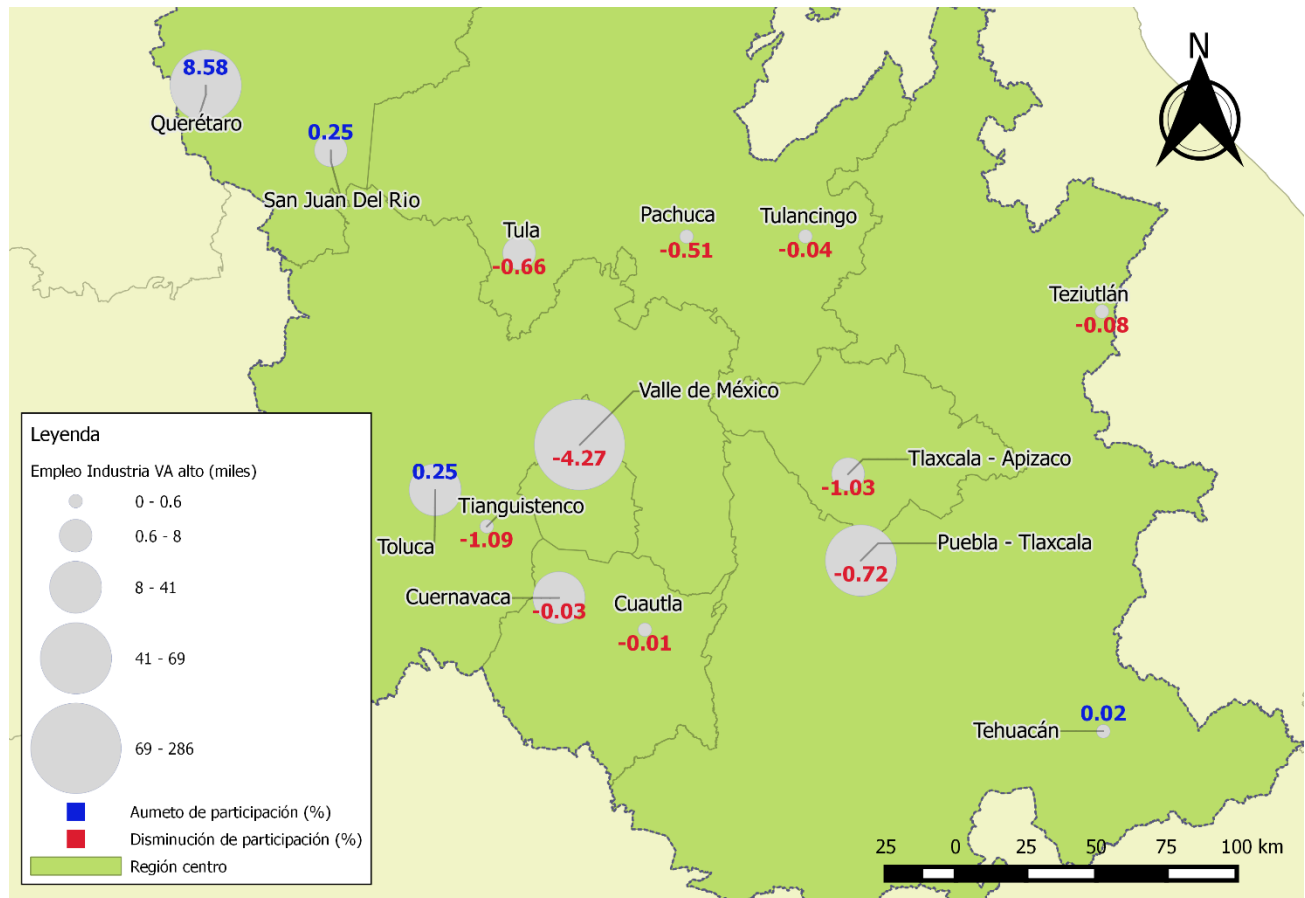 N
8.58
Querétaro
0.25
San Juan Del Rio
Tula
-0.66
Pachuca
-0.51
Tulancingo
-0.04
Teziutlán
-0.08
Valle de México
-4.27
0.25
Toluca
Tianguistenco
-1.09
Tlaxcala - Apizaco
-1.03
Puebla - Tlaxcala
-0.72
Cuernavaca
-0.03
Cuautla
-0.01
0.02
Tehuacán
Leyenda
Empleo Industria VA alto (miles)
0 - 0.6
0.6 - 8
8 - 41
41 - 69
69 - 286
Aumeto de participación (%)
Disminución de participación (%)
Región centro
25 0 25 50 75 100 km